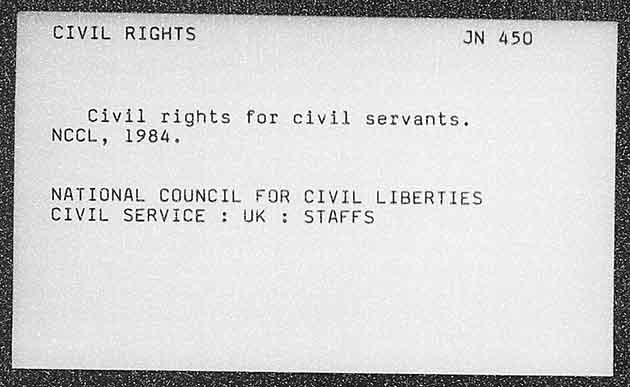 CIVIL RIGHTS JN 450
Civil rights for civil servants.
NCCL, 1984.
NATIONAL COUNCIL FOR CIVIL LIBERTIES
CIVIL SERVICE : UK : STAFFS